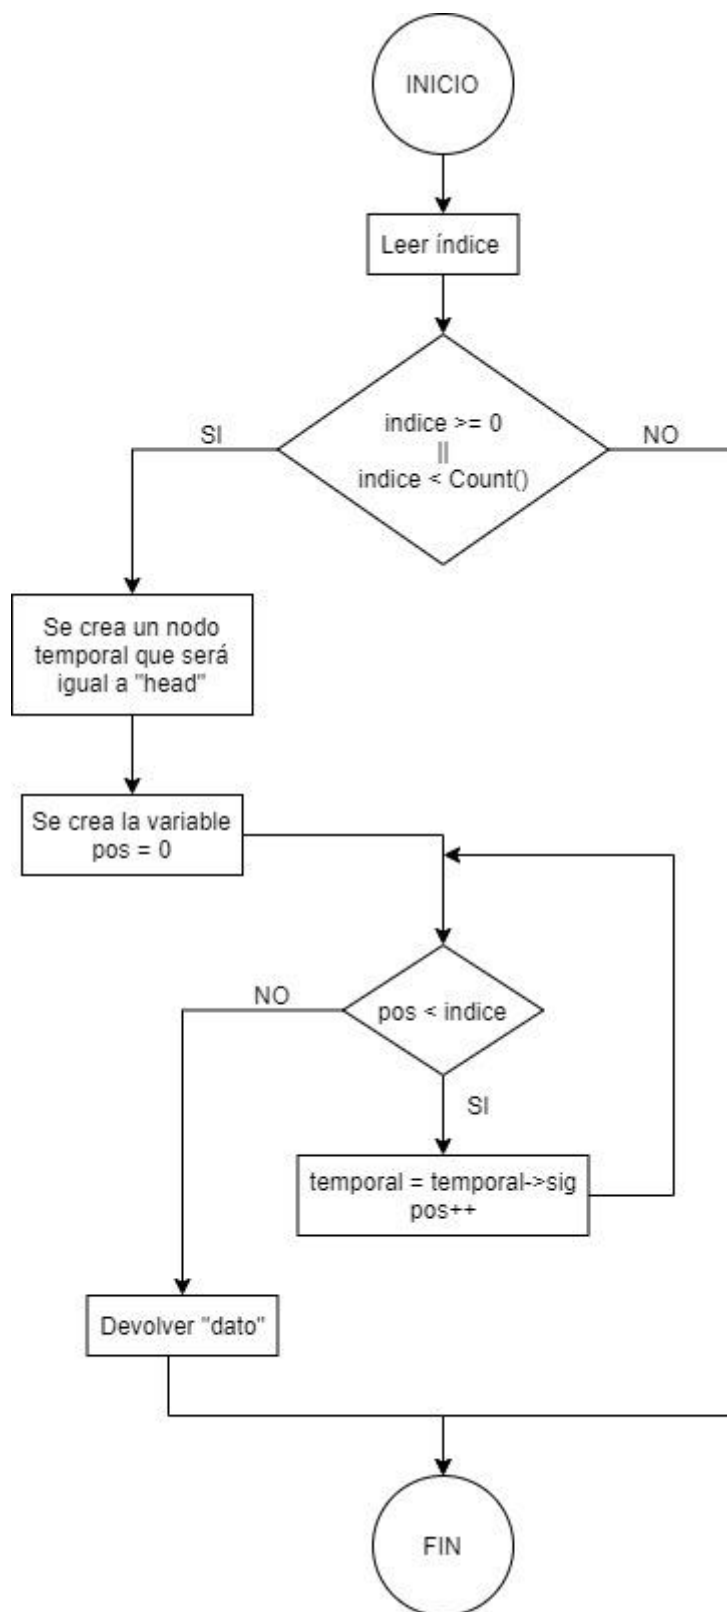 INICIO
Leer índice
indice >= 0
||
indice < Count()
SI
NO
Se crea un nodo
temporal que será
igual a "head"
Se crea la variable
pos = 0
pos < indice
NO
SI
temporal = temporal->sig
pos++
Devolver "dato"
FIN